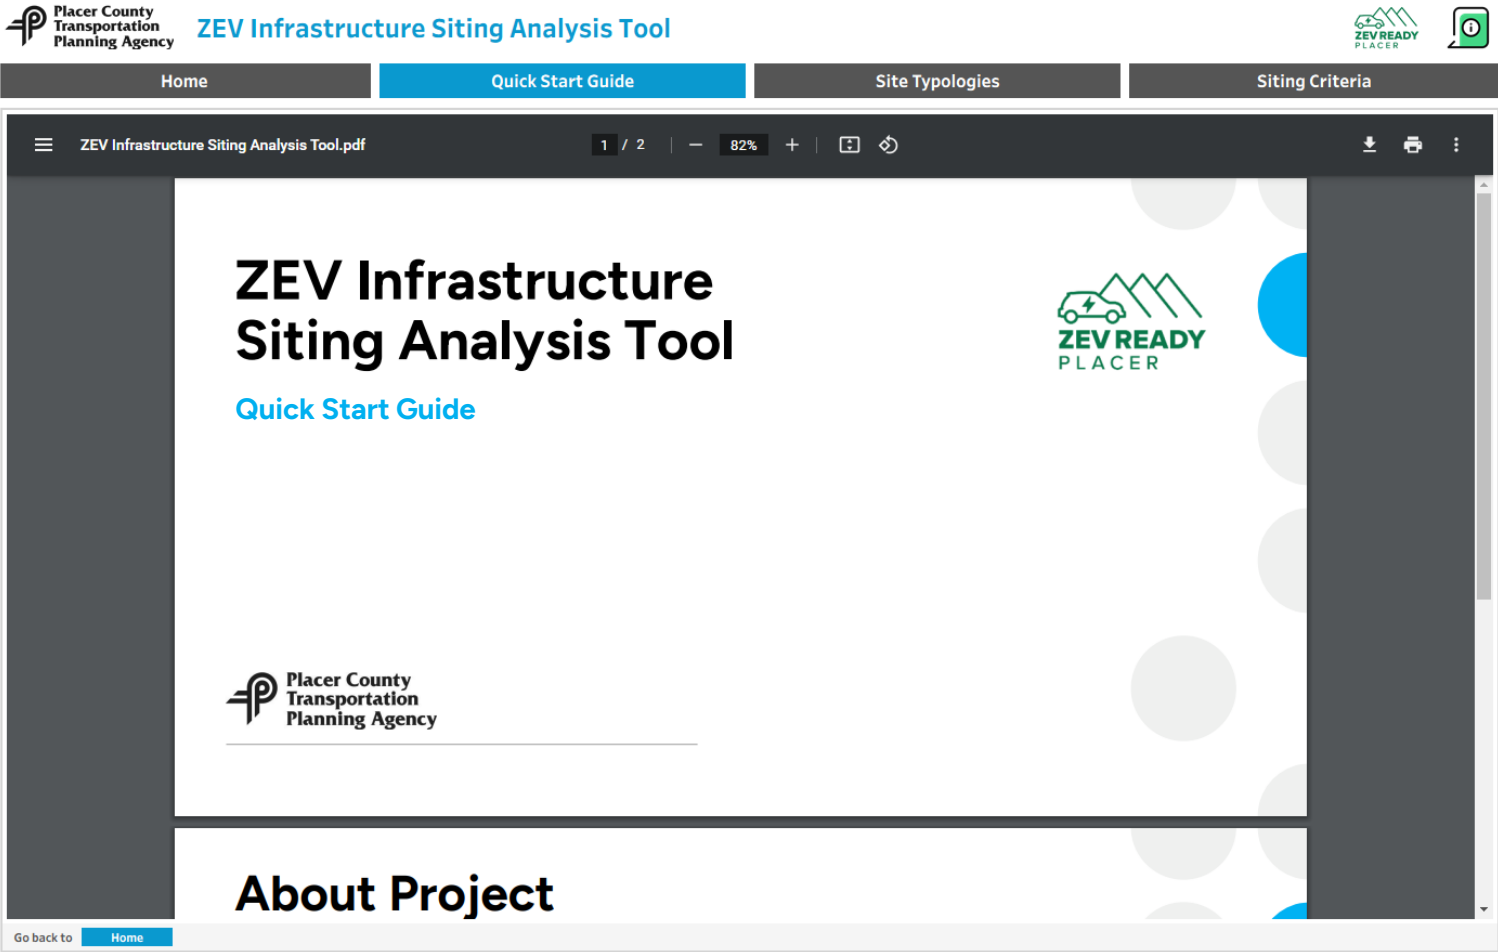 Placer County
Transportation
Planning Agency
ZEV Infrastructure Siting Analysis Tool
ZEV READY
PLACER
Home
Quick Start Guide
Site Typologies
Siting Criteria
ZEV Infrastructure Siting Analysis Tool.pdf
1 / 2
82%
ZEV Infrastructure
Siting Analysis Tool
Quick Start Guide
ZEV READY
PLACER
Placer County
Transportation
Planning Agency
About Project
Go back to
Home